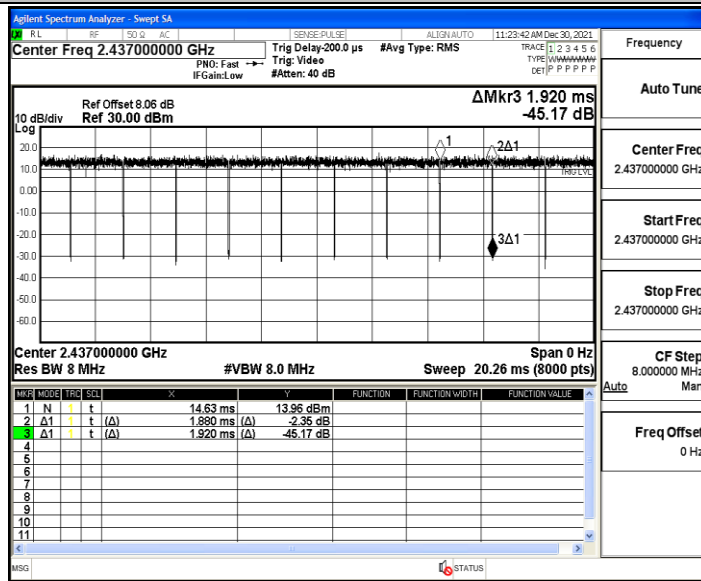 Agilent Spectrum Analyzer - Swept SA
RL RF 50 Ω AC SENSE:PULSE ALIGN AUTO 11:23:42 AM Dec 30, 2021
Center Freq 2.437000000 GHz
PNO: Fast
IFGain:Low
Trig Delay-200.0 µs
Trig: Video
#Atten: 40 dB
#Avg Type: RMS
TRACE 1 2 3 4 5 6
TYPE WWWWWW
DET P P P P P P
Ref Offset 8.06 dB
10 dB/div Ref 30.00 dBm
Log
ΔMkr3 1.920 ms
-45.17 dB
20.0
10.0
0.00
-10.0
-20.0
-30.0
-40.0
-50.0
-60.0
1
2Δ1
TRIG LVL
3Δ1
Center 2.437000000 GHz Span 0 Hz
Res BW 8 MHz #VBW 8.0 MHz Sweep 20.26 ms (8000 pts)
MKR MODE TRC SCL X Y FUNCTION FUNCTION WIDTH FUNCTION VALUE
1 N 1 t 14.63 ms 13.96 dBm
2 Δ1 1 t (Δ) 1.880 ms (Δ) -2.35 dB
3 Δ1 1 t (Δ) 1.920 ms (Δ) -45.17 dB
4
5
6
7
8
9
10
11
MSG STATUS
Frequency
Auto Tune
Center Freq
2.437000000 GHz
Start Freq
2.437000000 GHz
Stop Freq
2.437000000 GHz
CF Step
8.000000 MHz
Auto Man
Freq Offset
0 Hz